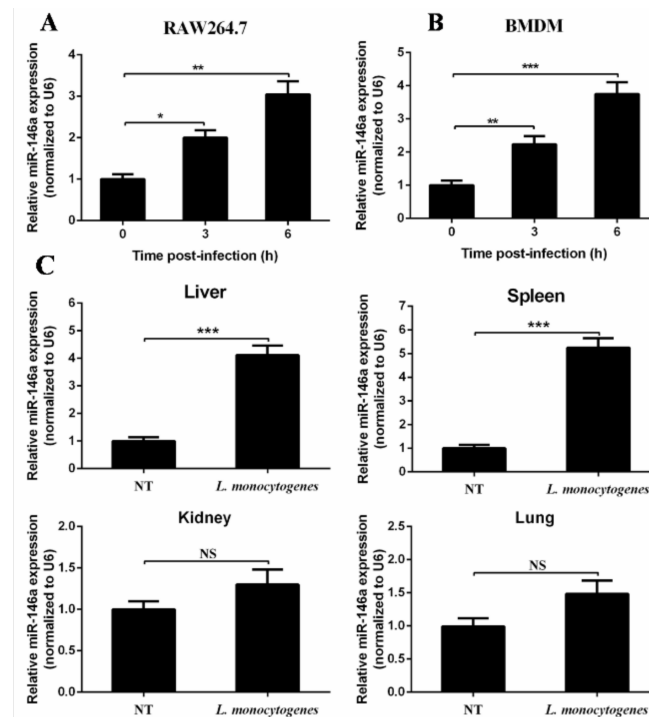 A
RAW264.7
Relative miR-146a expression
(normalized to U6)
4
3
2
1
0
*
**
0 3 6
Time post-infection (h)
B
BMDM
Relative miR-146a expression
(normalized to U6)
5
4
3
2
1
0
**
***
0 3 6
Time post-infection (h)
C
Liver
Relative miR-146a expression
(normalized to U6)
6
5
4
3
2
1
0
***
NT L. monocytogenes
Spleen
Relative miR-146a expression
(normalized to U6)
7
6
5
4
3
2
1
0
***
NT L. monocytogenes
Kidney
Relative miR-146a expression
(normalized to U6)
2.0
1.5
1.0
0.5
0.0
NS
NT L. monocytogenes
Lung
Relative miR-146a expression
(normalized to U6)
2.5
2.0
1.5
1.0
0.5
0.0
NS
NT L. monocytogenes